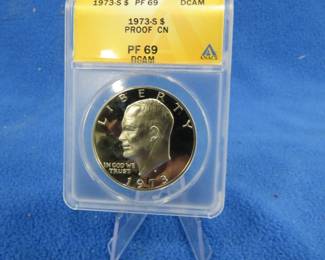 1973-S $ PF 69 DCAM
1973-S $
PROOF CN
PF 69
DCAM
ANACS
LIBERTY
IN GOD WE
TRUST
1973